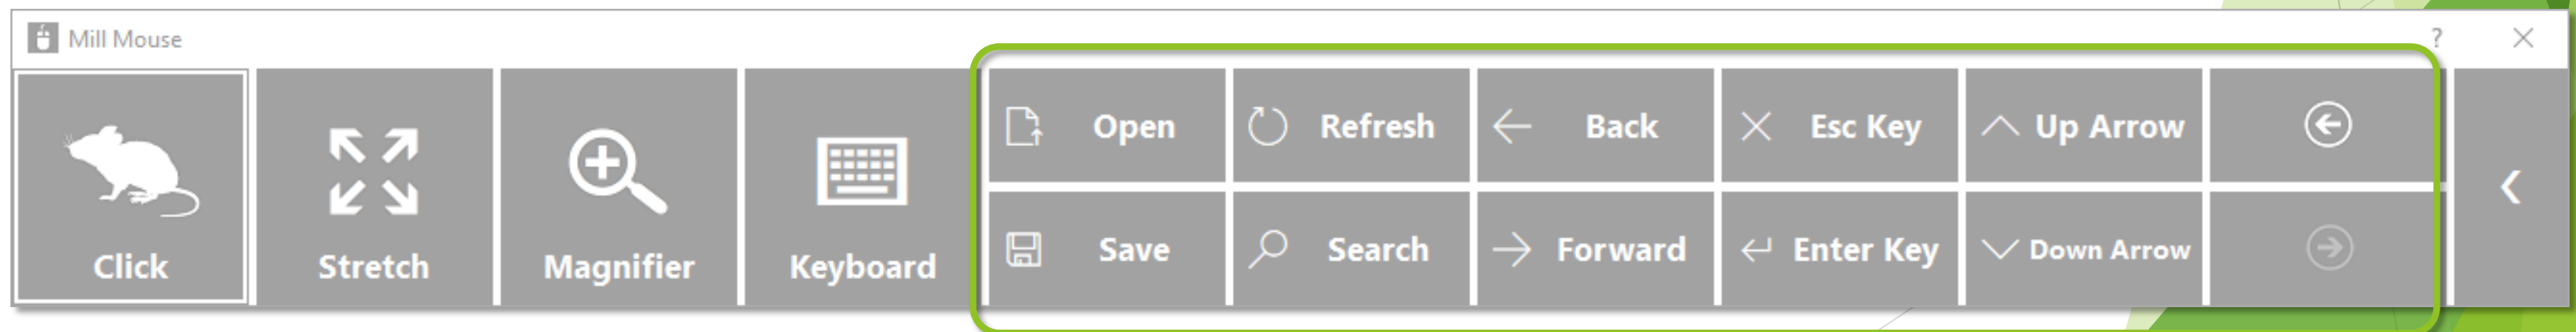 Mill Mouse
?
Click
Stretch
Magnifier
Keyboard
Open
Refresh
Back
Esc Key
Up Arrow
Save
Search
Forward
Enter Key
Down Arrow